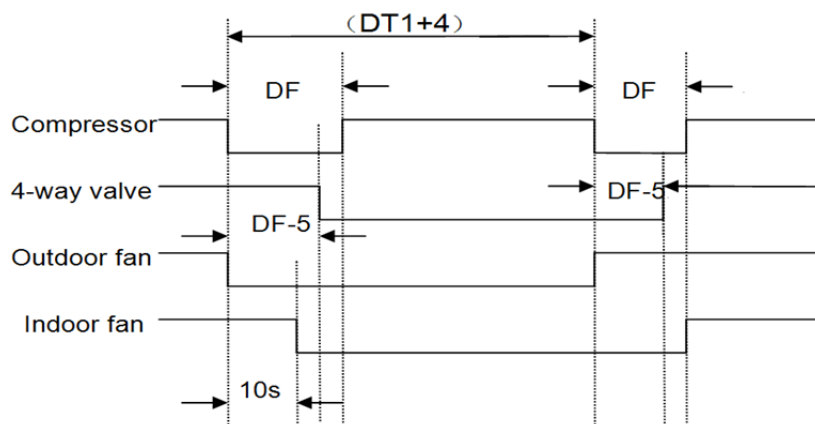 （DT1+4）
DF DF
Compressor
4-way valve DF-5
DF-5
Outdoor fan
Indoor fan
10s